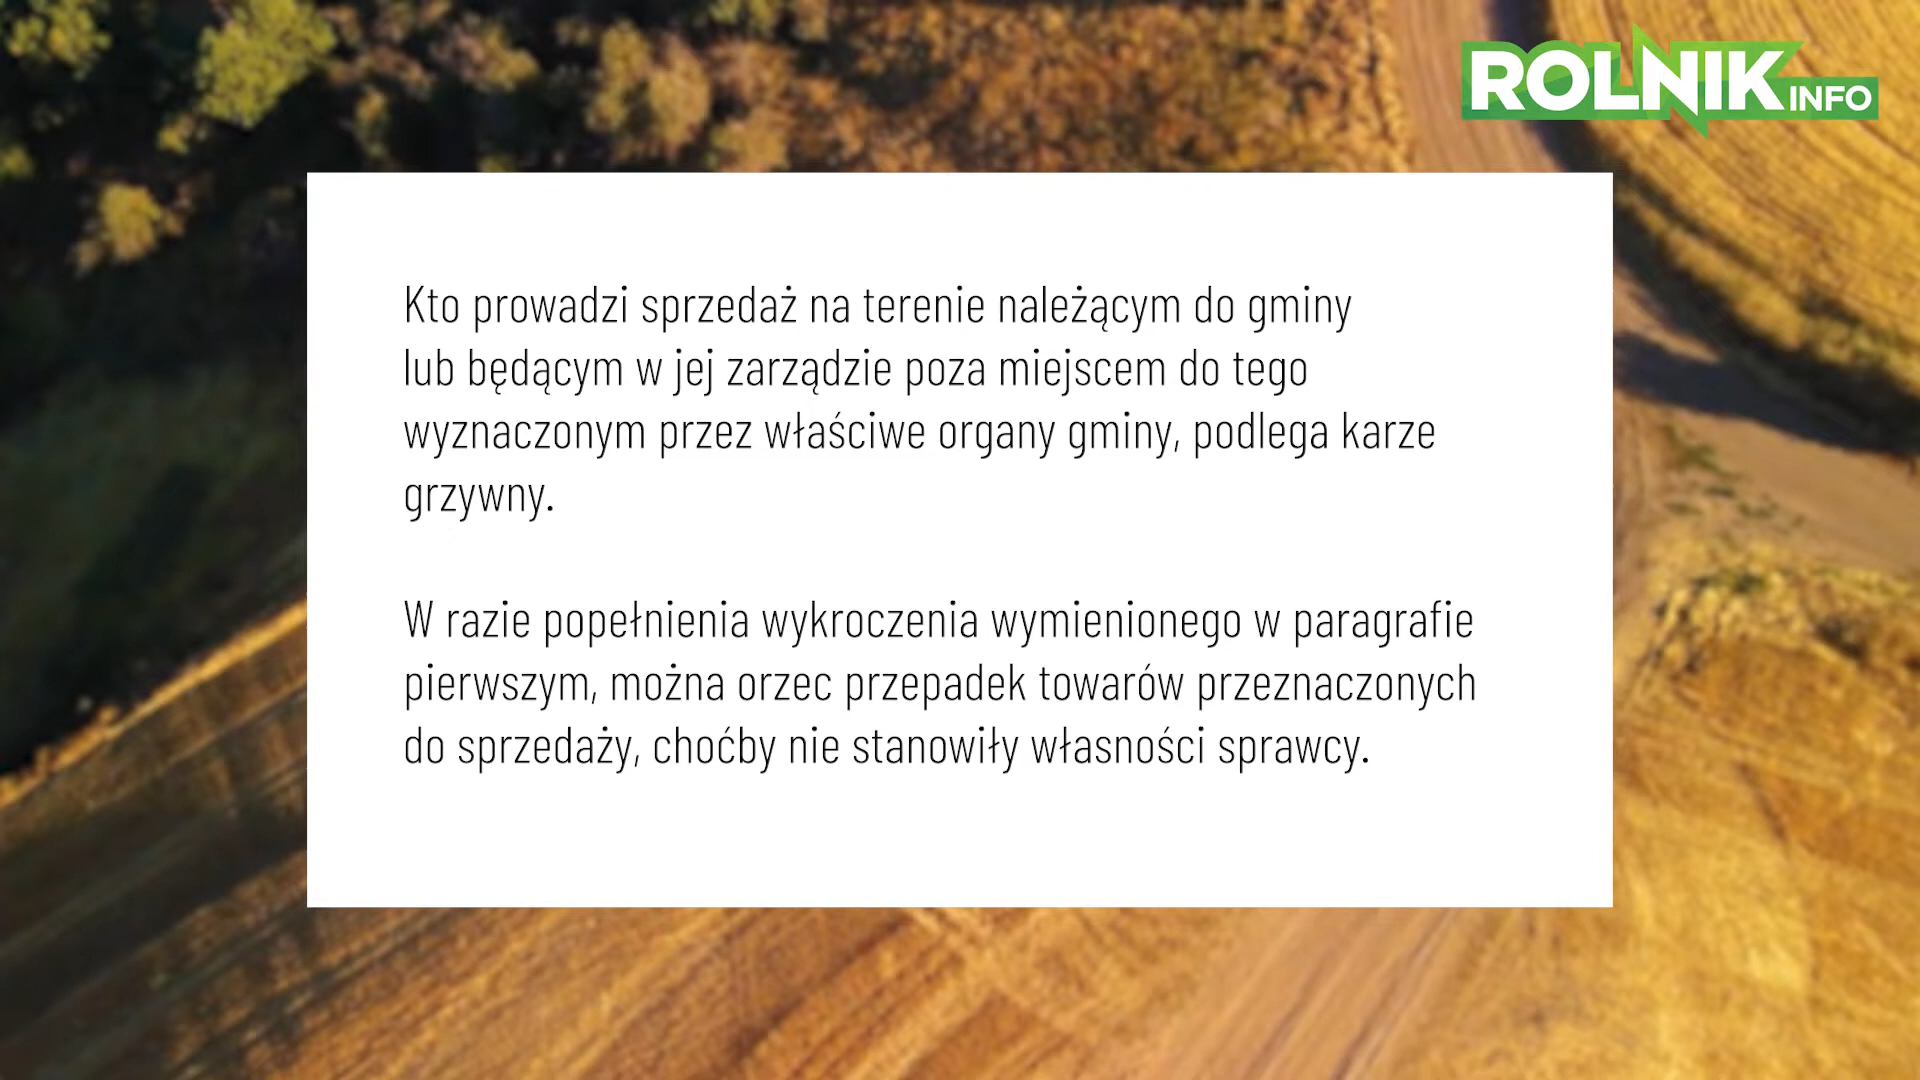 ROLNIK INFO
Kto prowadzi sprzedaż na terenie należącym do gminy
lub będącym w jej zarządzie poza miejscem do tego
wyznaczonym przez właściwe organy gminy, podlega karze
grzywny.
W razie popełnienia wykroczenia wymienionego w paragrafie
pierwszym, można orzec przepadek towarów przeznaczonych
do sprzedaży, choćby nie stanowiły własności sprawcy.